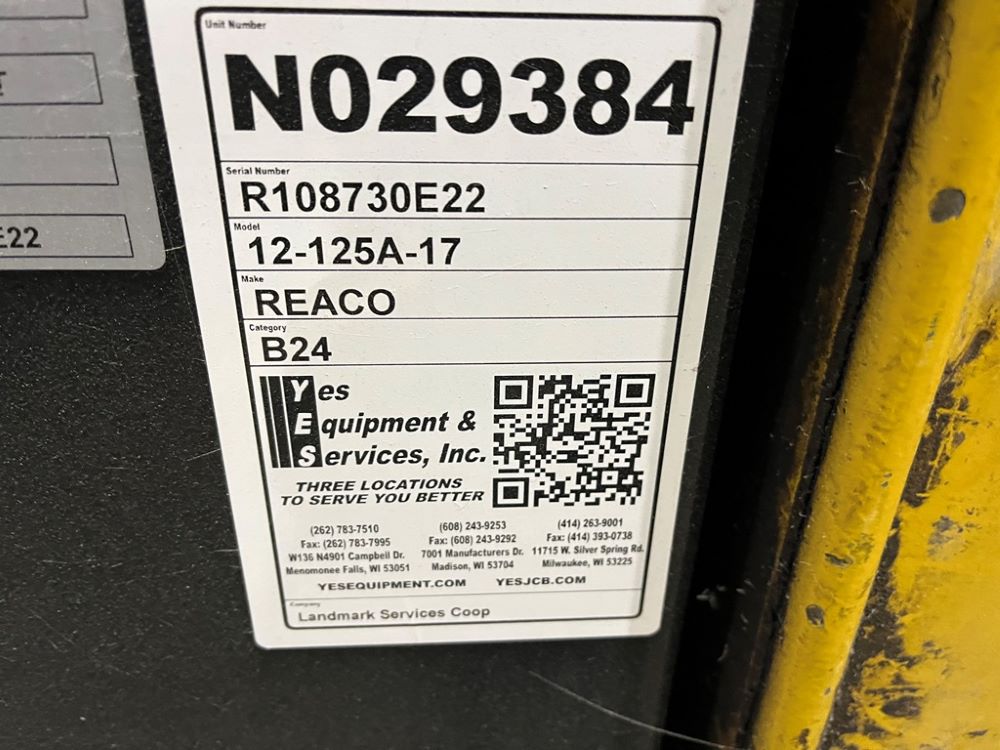 Unit Number
N029384
Serial Number
R108730E22
Model
12-125A-17
Make
REACO
Category
B24
Yes
Equipment &
Services, Inc.
THREE LOCATIONS
TO SERVE YOU BETTER
(262) 783-7510
Fax: (262) 783-7995
W136 N4901 Campbell Dr.
Menomonee Falls, WI 53051
(608) 243-9253
Fax: (608) 243-9292
7001 Manufacturers Dr.
Madison, WI 53704
(414) 263-9001
Fax: (414) 393-0738
11715 W. Silver Spring Rd.
Milwaukee, WI 53225
YESEQUIPMENT.COM YESJCB.COM
Company
Landmark Services Coop
E22